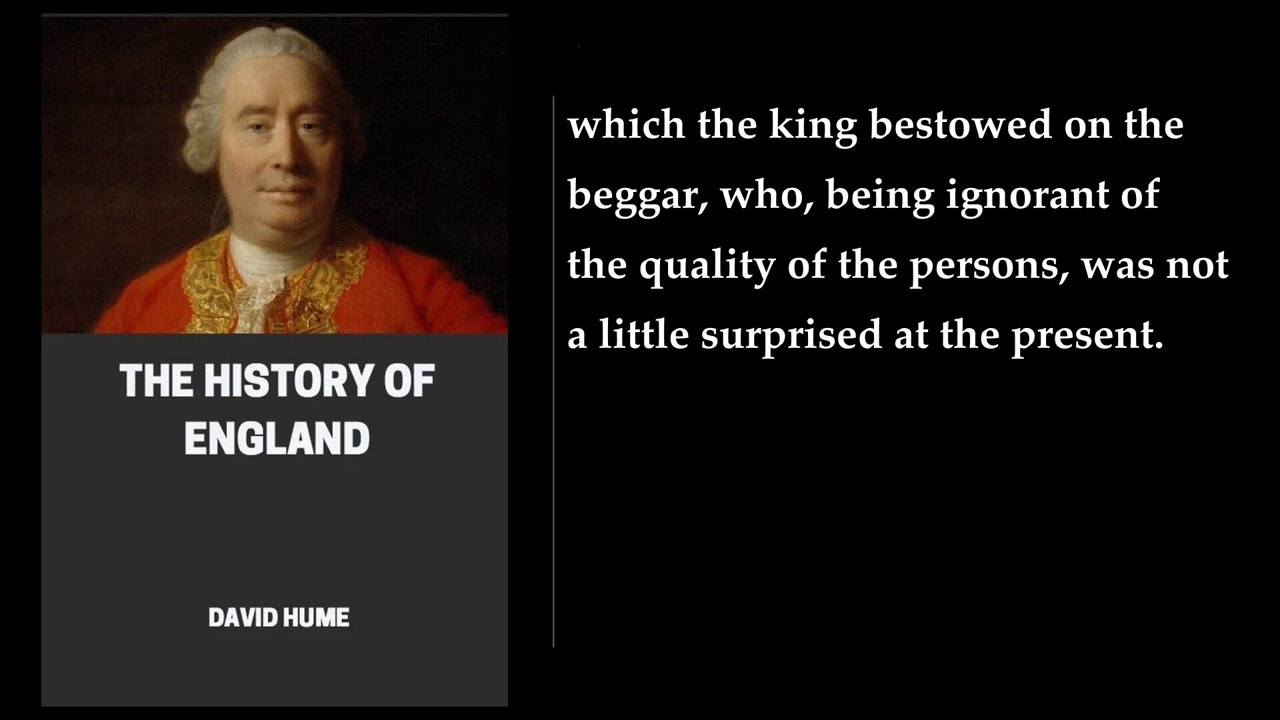 THE HISTORY OF
ENGLAND
DAVID HUME
which the king bestowed on the
beggar, who, being ignorant of
the quality of the persons, was not
a little surprised at the present.